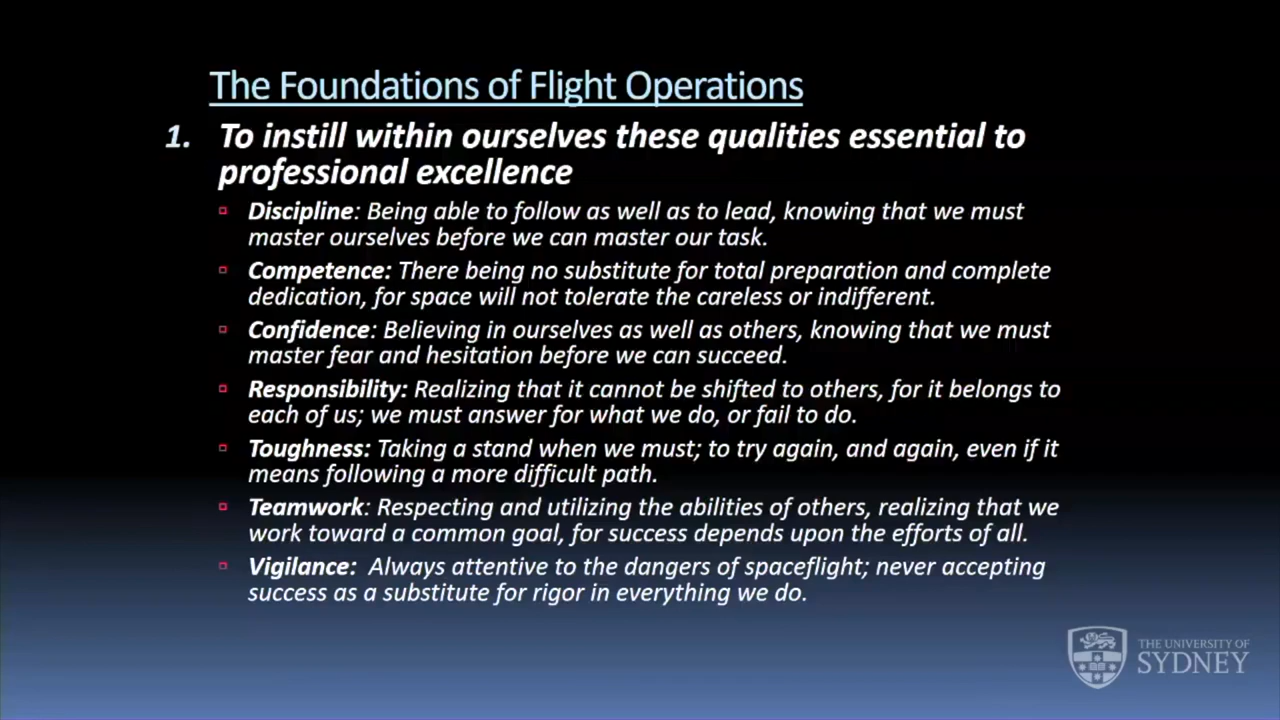 The Foundations of Flight Operations
1. To instill within ourselves these qualities essential to
professional excellence
Discipline: Being able to follow as well as to lead, knowing that we must
master ourselves before we can master our task.
Competence: There being no substitute for total preparation and complete
dedication, for space will not tolerate the careless or indifferent.
Confidence: Believing in ourselves as well as others, knowing that we must
master fear and hesitation before we can succeed.
Responsibility: Realizing that it cannot be shifted to others, for it belongs to
each of us; we must answer for what we do, or fail to do.
Toughness: Taking a stand when we must; to try again, and again, even if it
means following a more difficult path.
Teamwork: Respecting and utilizing the abilities of others, realizing that we
work toward a common goal, for success depends upon the efforts of all.
Vigilance: Always attentive to the dangers of spaceflight; never accepting
success as a substitute for rigor in everything we do.
THE UNIVERSITY OF
SYDNEY